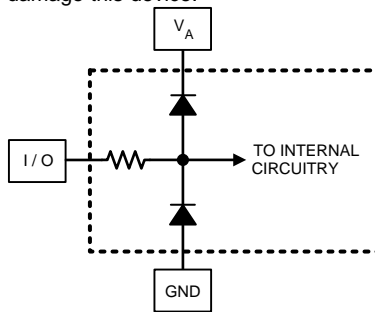 damage this device.
VA
I / O
TO INTERNAL
CIRCUITRY
GND